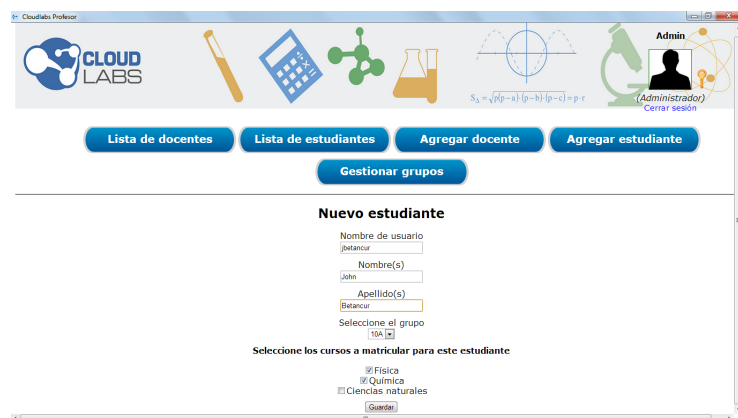 Cloudlabs Profesor
CLOUD
LABS
S△ = √p(p−a)·(p−b)·(p−c) = p·r
Admin
(Administrador)
Cerrar sesión
Lista de docentes
Lista de estudiantes
Agregar docente
Agregar estudiante
Gestionar grupos
Nuevo estudiante
Nombre de usuario
jbetancur
Nombre(s)
John
Apellido(s)
Betancur
Seleccione el grupo
10A
Seleccione los cursos a matricular para este estudiante
Física
Química
Ciencias naturales
Guardar